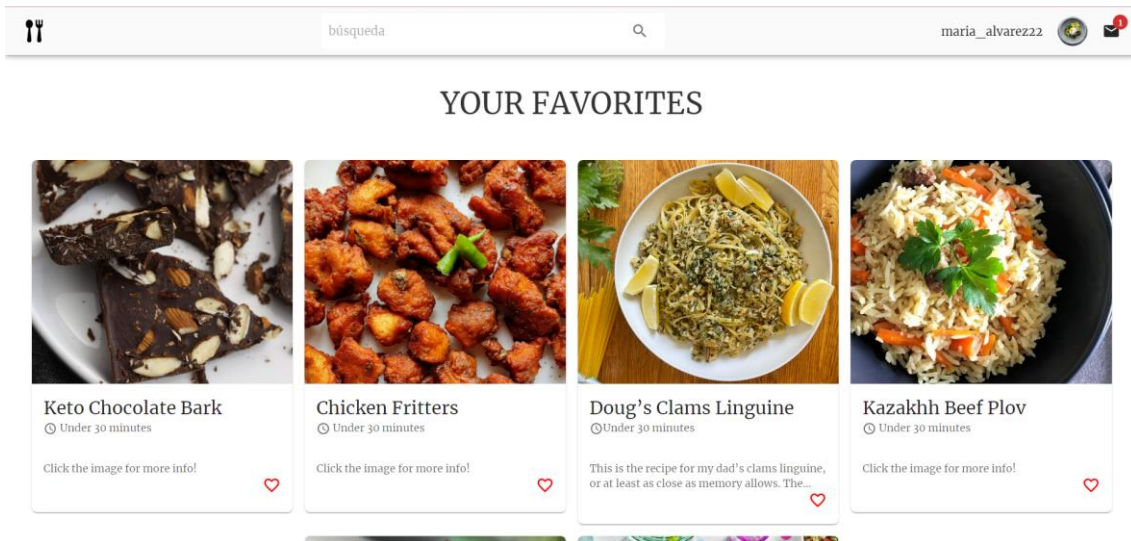 búsqueda
maria_alvarez22
1
YOUR FAVORITES
Keto Chocolate Bark
Under 30 minutes
Click the image for more info!
Chicken Fritters
Under 30 minutes
Click the image for more info!
Doug’s Clams Linguine
Under 30 minutes
This is the recipe for my dad’s clams linguine,
or at least as close as memory allows. The...
Kazakhh Beef Plov
Under 30 minutes
Click the image for more info!